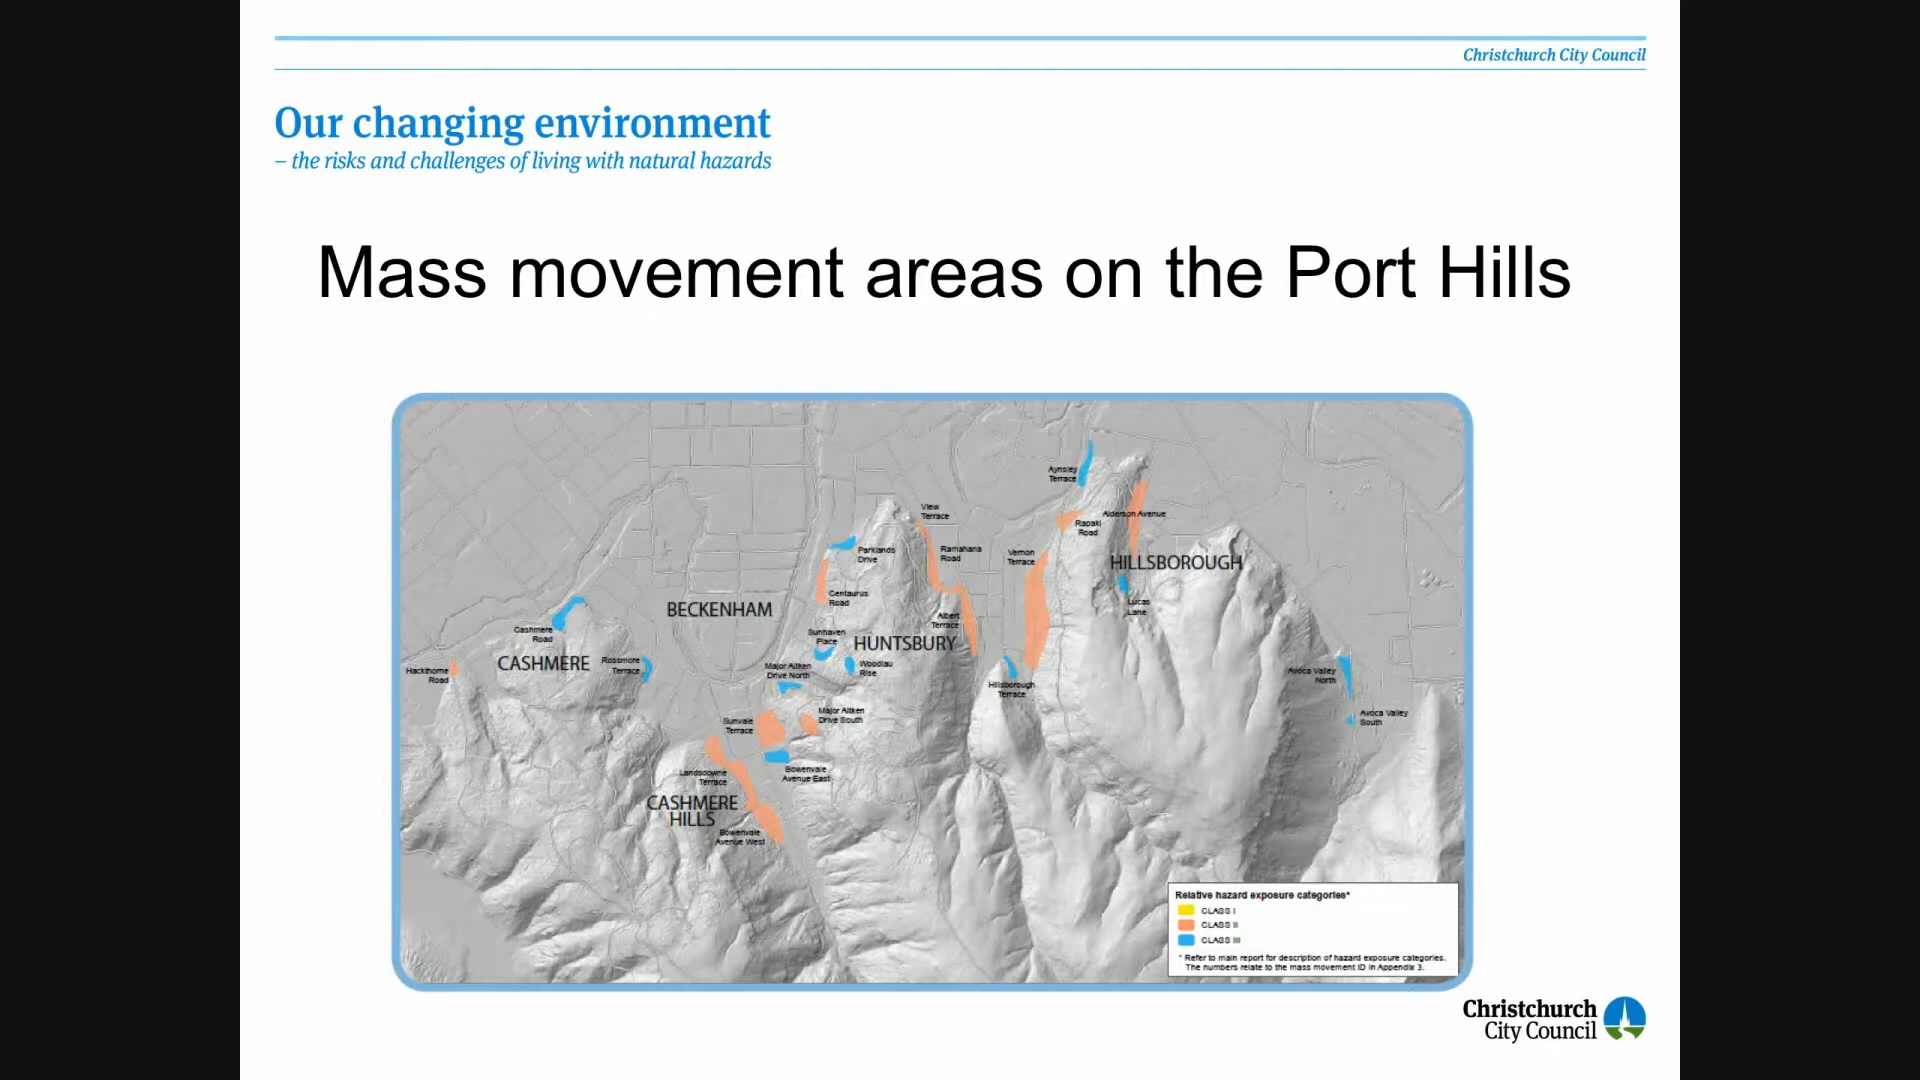 Christchurch City Council
Our changing environment
– the risks and challenges of living with natural hazards
Mass movement areas on the Port Hills
Aynsley
Terrace
View
Terrace
Rapaki
Road
Alderson Avenue
Parklands
Drive
Ramahana
Road
Vernon
Terrace
HILLSBOROUGH
Centaurus
Road
Lucas
Lane
BECKENHAM
Albert
Terrace
Cashmere
Road
Sunhaven
Place
HUNTSBURY
CASHMERE
Rossmore
Terrace
Hackthorne
Road
Major Aitken
Drive North
Woodlau
Rise
Hillsborough
Terrace
Avoca Valley
North
Avoca Valley
South
Sunvale
Terrace
Major Aitken
Drive South
Landsdowne
Terrace
Bowenvale
Avenue East
CASHMERE
HILLS
Bowenvale
Avenue West
Relative hazard exposure categories*
CLASS I
CLASS II
CLASS III
* Refer to main report for description of hazard exposure categories.
The numbers relate to the mass movement ID in Appendix 3.
Christchurch
City Council